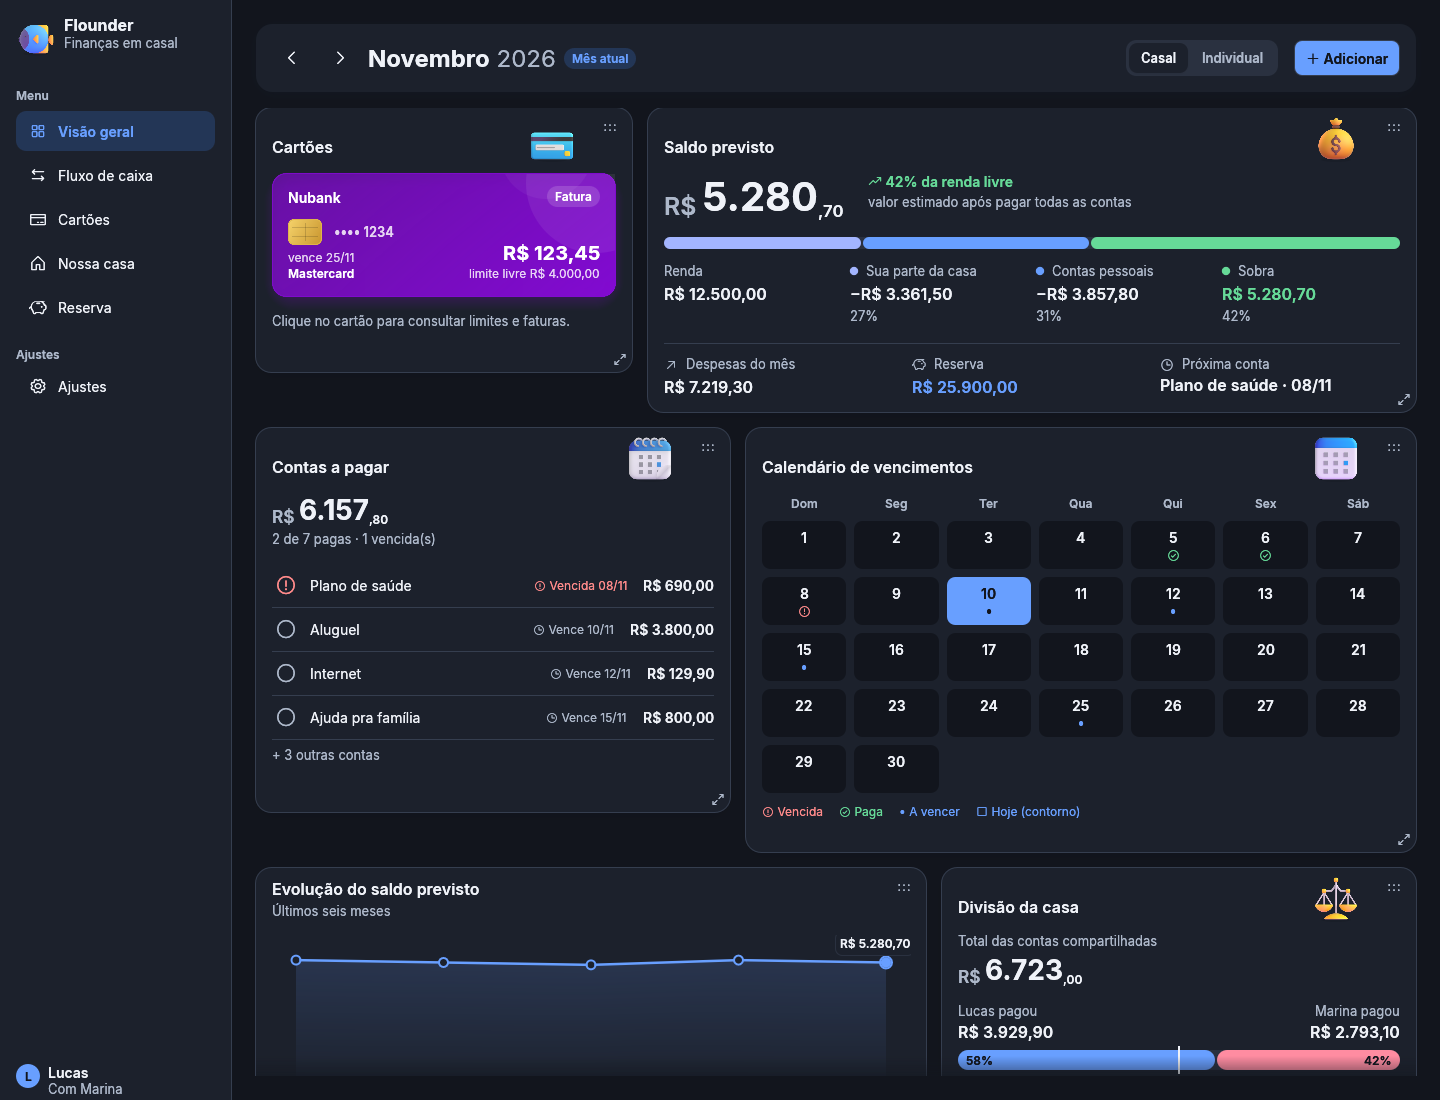 Flounder
Finanças em casal
Menu
Visão geral
Fluxo de caixa
Cartões
Nossa casa
Reserva
Ajustes
Ajustes
L
Lucas
Com Marina
Novembro 2026 Mês atual
Casal Individual + Adicionar
Cartões
Nubank Fatura
•••• 1234
vence 25/11 R$ 123,45
Mastercard limite livre R$ 4.000,00
Clique no cartão para consultar limites e faturas.
Saldo previsto
R$ 5.280,70
42% da renda livre
valor estimado após pagar todas as contas
Renda Sua parte da casa Contas pessoais Sobra
R$ 12.500,00 −R$ 3.361,50 −R$ 3.857,80 R$ 5.280,70
27% 31% 42%
Despesas do mês Reserva Próxima conta
R$ 7.219,30 R$ 25.900,00 Plano de saúde · 08/11
Contas a pagar
R$ 6.157,80
2 de 7 pagas · 1 vencida(s)
Plano de saúde Vencida 08/11 R$ 690,00
Aluguel Vence 10/11 R$ 3.800,00
Internet Vence 12/11 R$ 129,90
Ajuda pra família Vence 15/11 R$ 800,00
+ 3 outras contas
Calendário de vencimentos
Dom Seg Ter Qua Qui Sex Sáb
1 2 3 4 5 6 7
8 9 10 11 12 13 14
15 16 17 18 19 20 21
22 23 24 25 26 27 28
29 30
Vencida Paga • A vencer Hoje (contorno)
Evolução do saldo previsto
Últimos seis meses
R$ 5.280,70
Divisão da casa
Total das contas compartilhadas
R$ 6.723,00
Lucas pagou Marina pagou
R$ 3.929,90 R$ 2.793,10
58% 42%